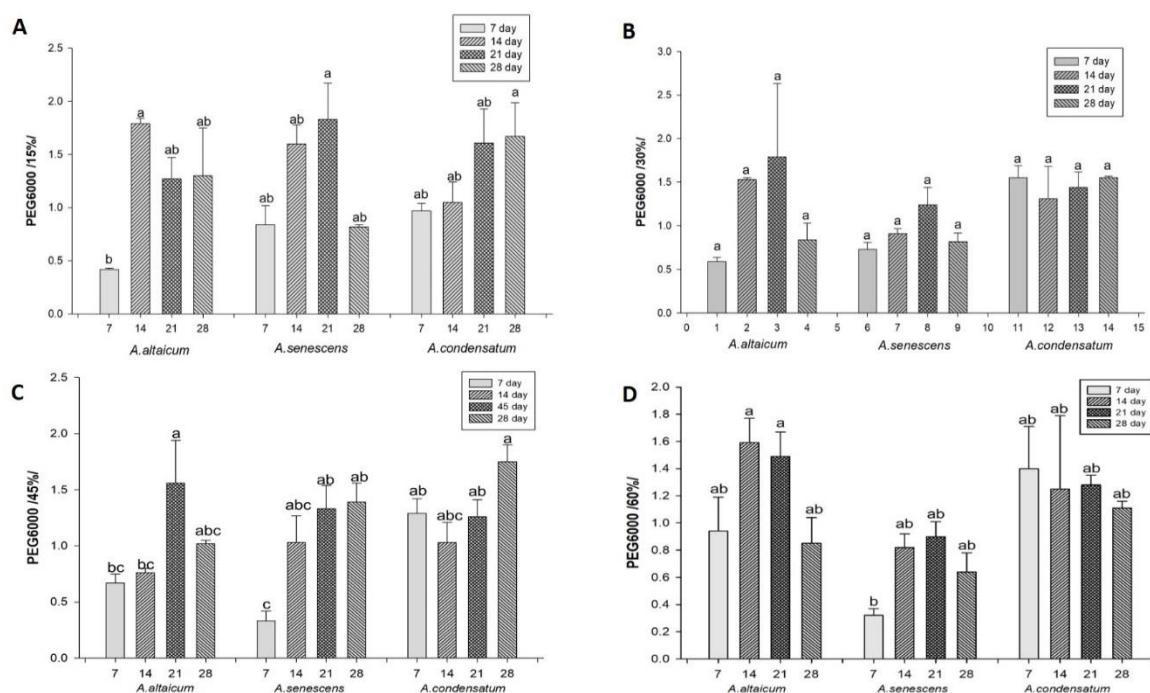 A
PEG6000 /15%/
2.5
2.0
1.5
1.0
0.5
0.0
7 day
14 day
21 day
28 day
b
a
ab
ab
ab
ab
a
ab
ab
ab
ab
a
7 14 21 28 7 14 21 28 7 14 21 28
A.altaicum A.senescens A.condensatum
B
PEG6000 /30%/
3.0
2.5
2.0
1.5
1.0
0.5
0.0
7 day
14 day
21 day
28 day
a
a
a
a
a
a
a
a
a
a
a
a
0 1 2 3 4 5 6 7 8 9 10 11 12 13 14 15
A.altaicum A.senescens A.condensatum
C
PEG6000 /45%/
2.5
2.0
1.5
1.0
0.5
0.0
7 day
14 day
45 day
28 day
bc
bc
a
abc
c
abc
ab
ab
ab
abc
ab
a
7 14 21 28 7 14 21 28 7 14 21 28
A.altaicum A.senescens A.condensatum
D
PEG6000 /60%/
2.0
1.8
1.6
1.4
1.2
1.0
0.8
0.6
0.4
0.2
0.0
7 day
14 day
21 day
28 day
ab
a
a
ab
b
ab
ab
ab
ab
ab
ab
ab
7 14 21 28 7 14 21 28 7 14 21 28
A.altaicum A.senescens A.condensatum